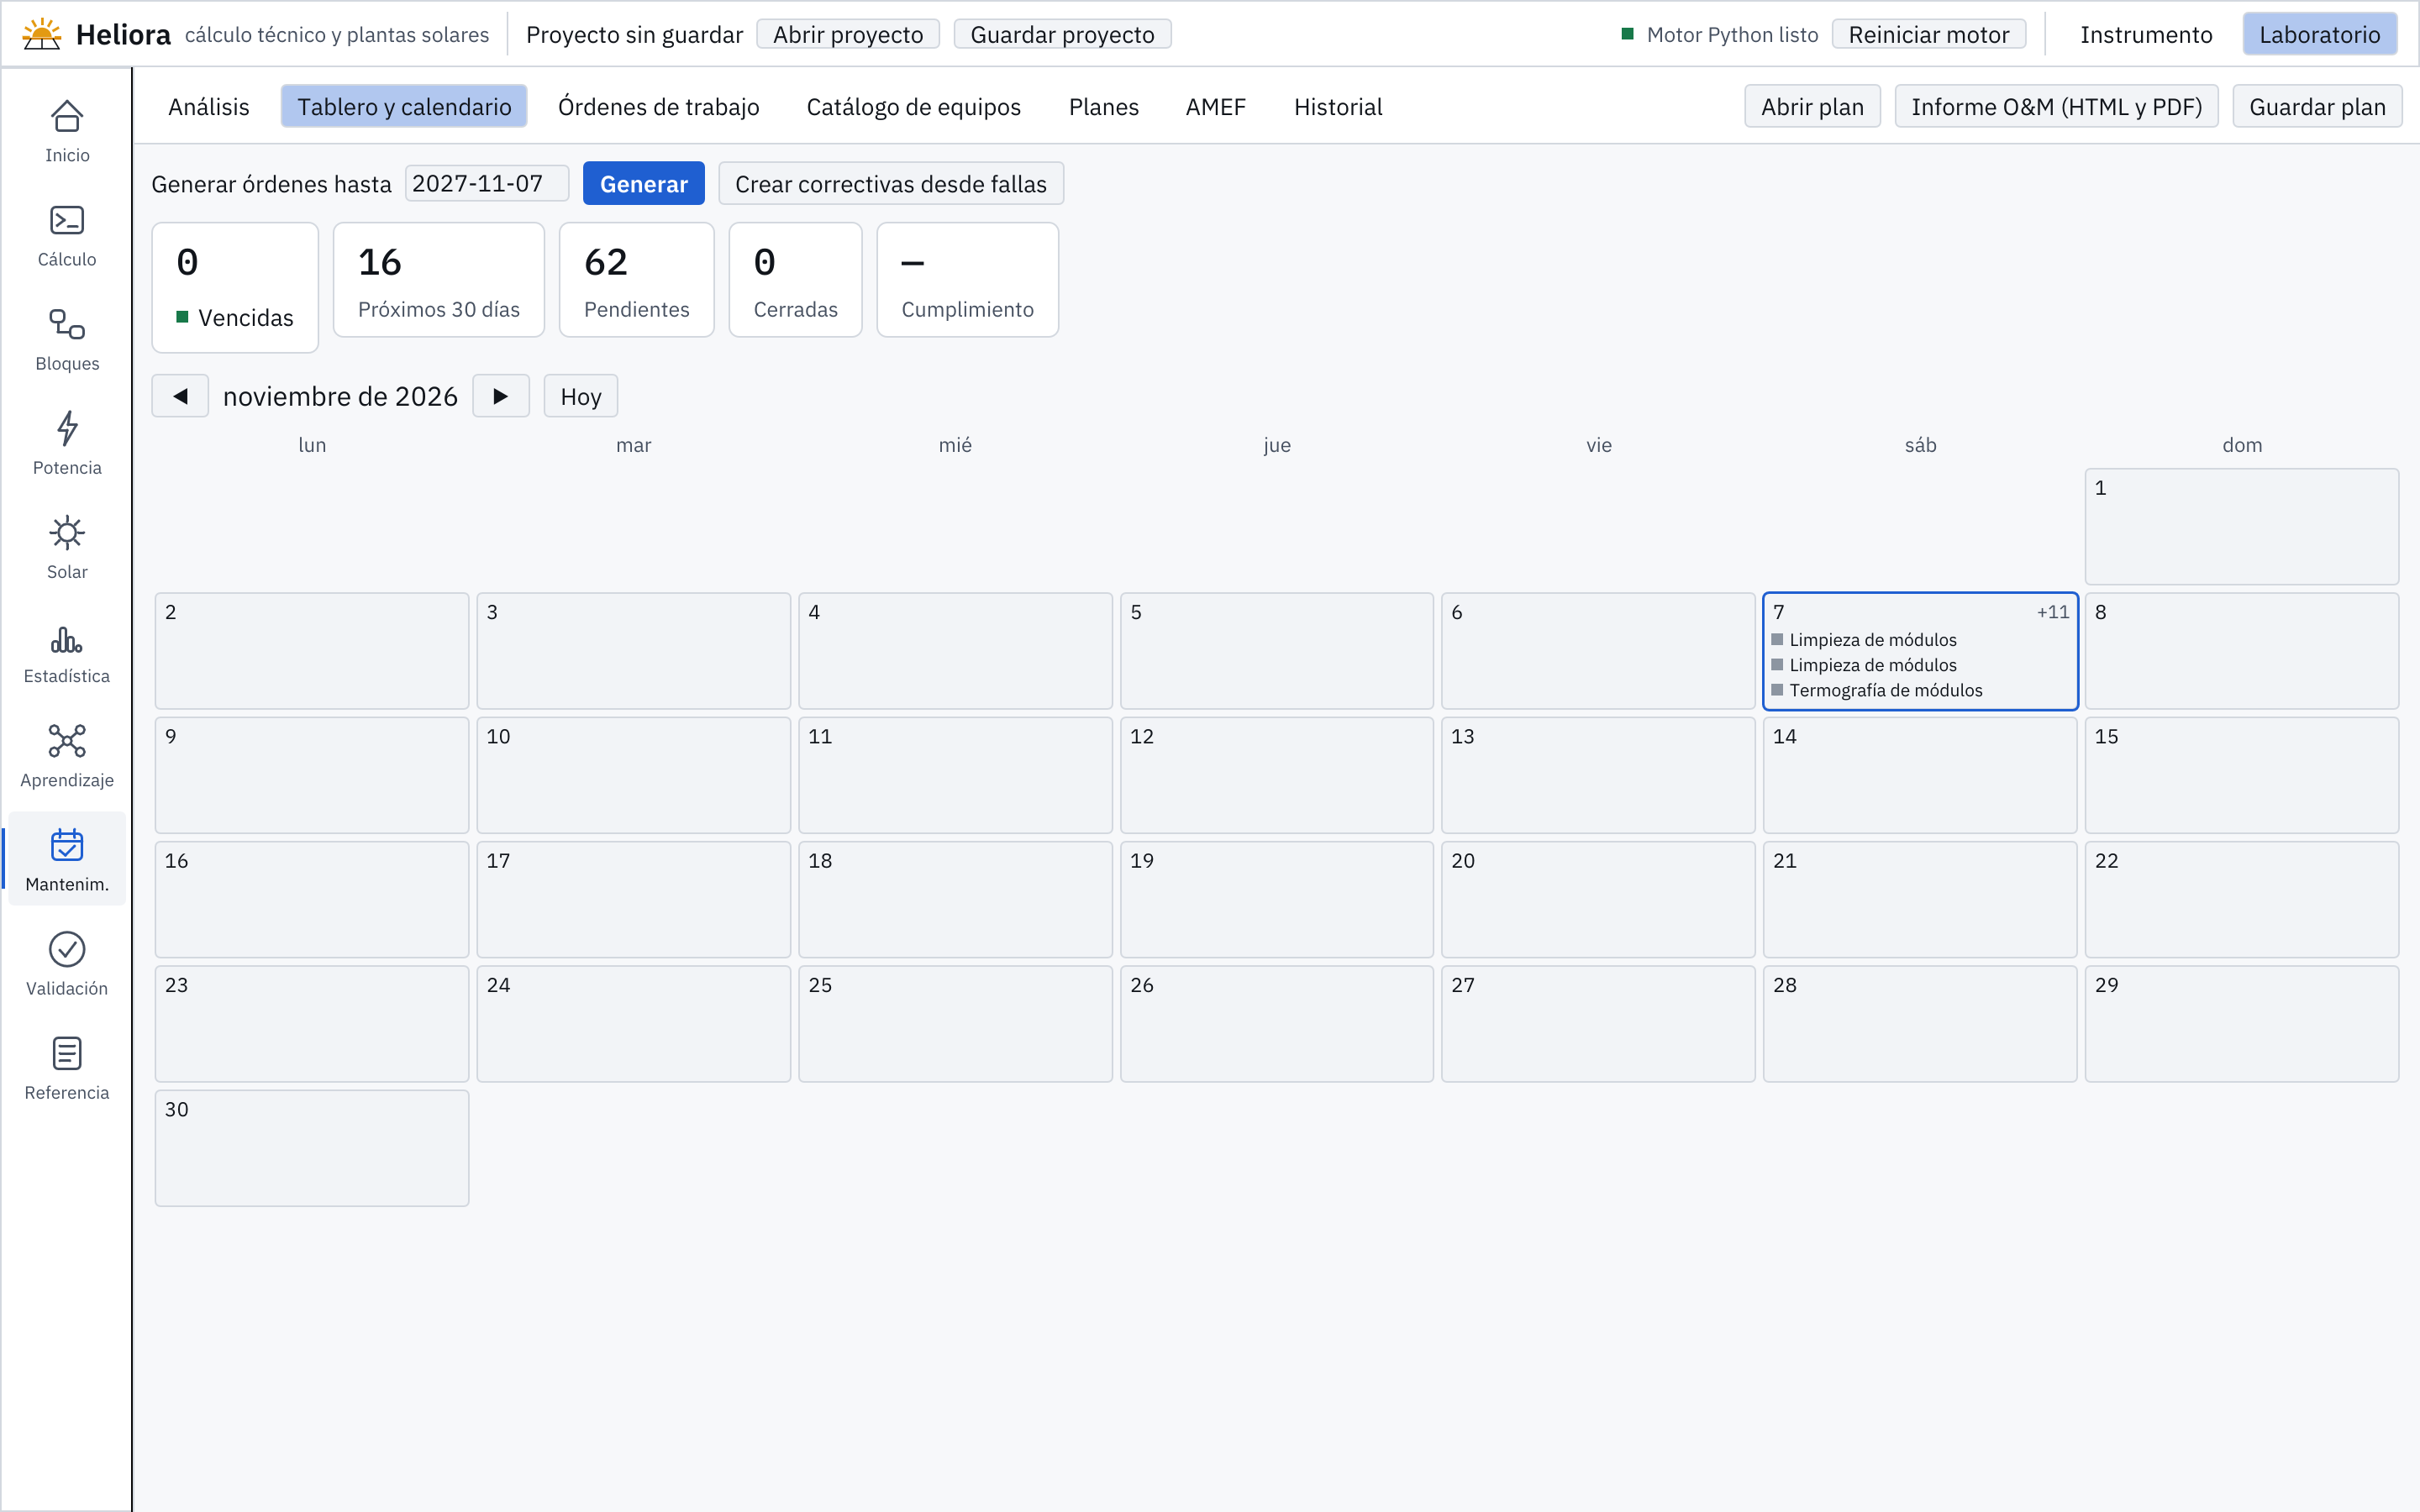 Heliora cálculo técnico y plantas solares Proyecto sin guardar Abrir proyecto Guardar proyecto Motor Python listo Reiniciar motor Instrumento Laboratorio
Inicio
Cálculo
Bloques
Potencia
Solar
Estadística
Aprendizaje
Mantenim.
Validación
Referencia
Análisis Tablero y calendario Órdenes de trabajo Catálogo de equipos Planes AMEF Historial Abrir plan Informe O&M (HTML y PDF) Guardar plan
Generar órdenes hasta 2027-11-07 Generar Crear correctivas desde fallas
0 16 62 0 —
Vencidas Próximos 30 días Pendientes Cerradas Cumplimiento
◀ noviembre de 2026 ▶ Hoy
lun mar mié jue vie sáb dom
1
2 3 4 5 6 7 +11 8
Limpieza de módulos
Limpieza de módulos
Termografía de módulos
9 10 11 12 13 14 15
16 17 18 19 20 21 22
23 24 25 26 27 28 29
30